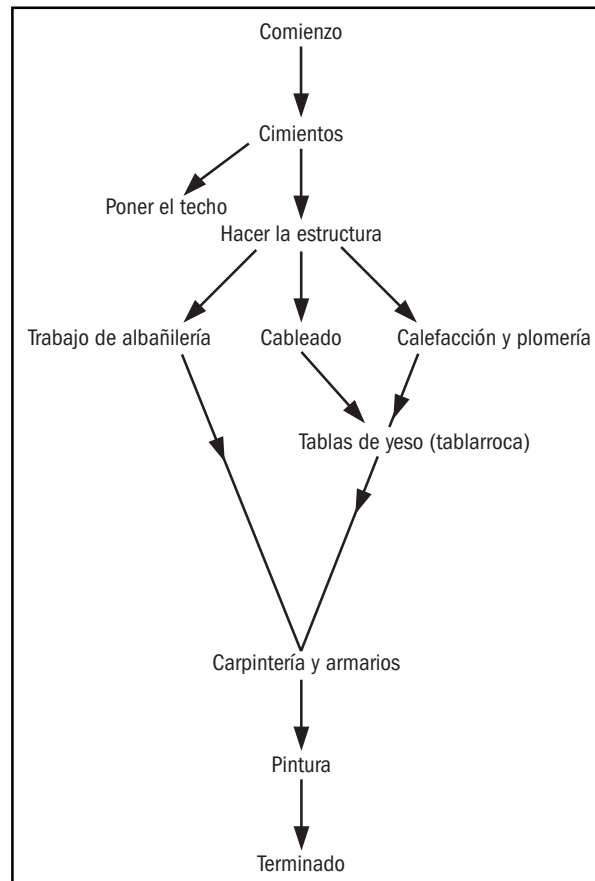 Comienzo
Cimientos
Poner el techo
Hacer la estructura
Trabajo de albañilería
Cableado
Calefacción y plomería
Tablas de yeso (tablarroca)
Carpintería y armarios
Pintura
Terminado